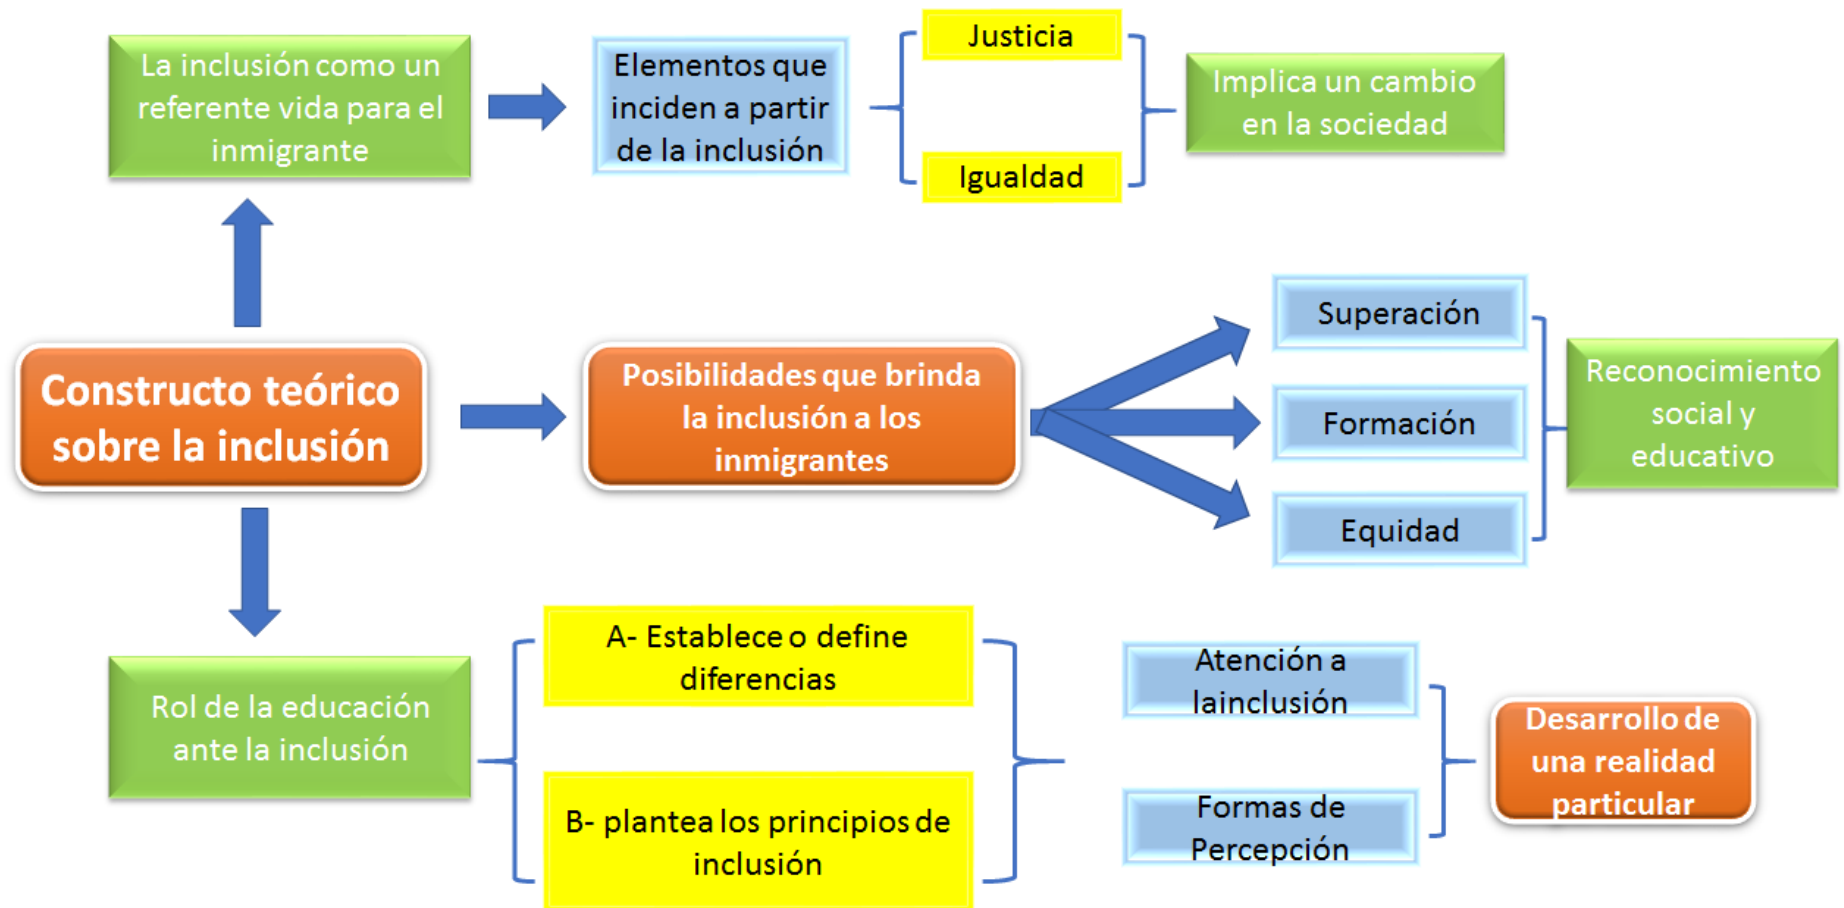 La inclusión como un
referente vida para el
inmigrante
Elementos que
inciden a partir
de la inclusión
Justicia
Igualdad
Implica un cambio
en la sociedad
Constructo teórico
sobre la inclusión
Posibilidades que brinda
la inclusión a los
inmigrantes
Superación
Formación
Equidad
Reconocimiento
social y
educativo
Rol de la educación
ante la inclusión
A- Establece o define
diferencias
B- plantea los principios de
inclusión
Atención a
lainclusión
Formas de
Percepción
Desarrollo de
una realidad
particular